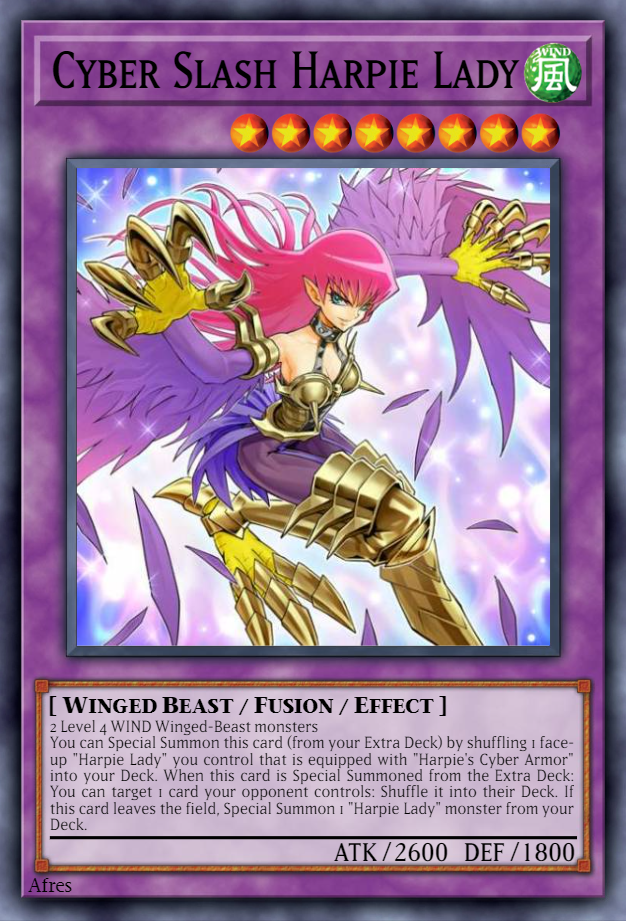 Cyber Slash Harpie Lady
WIND
風
[ Winged Beast / Fusion / Effect ]
2 Level 4 WIND Winged-Beast monsters
You can Special Summon this card (from your Extra Deck) by shuffling 1 face-
up "Harpie Lady" you control that is equipped with "Harpie's Cyber Armor"
into your Deck. When this card is Special Summoned from the Extra Deck:
You can target 1 card your opponent controls: Shuffle it into their Deck. If
this card leaves the field, Special Summon 1 "Harpie Lady" monster from your
Deck.
ATK/2600 DEF/1800
Afres